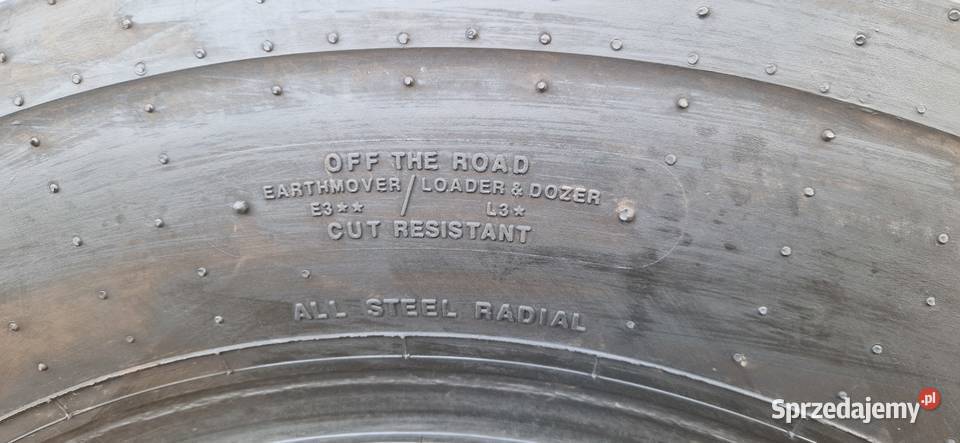 OFF THE ROAD
EARTHMOVER / LOADER & DOZER
E3** L3*
CUT RESISTANT
ALL STEEL RADIAL
Sprzedajemy.pl